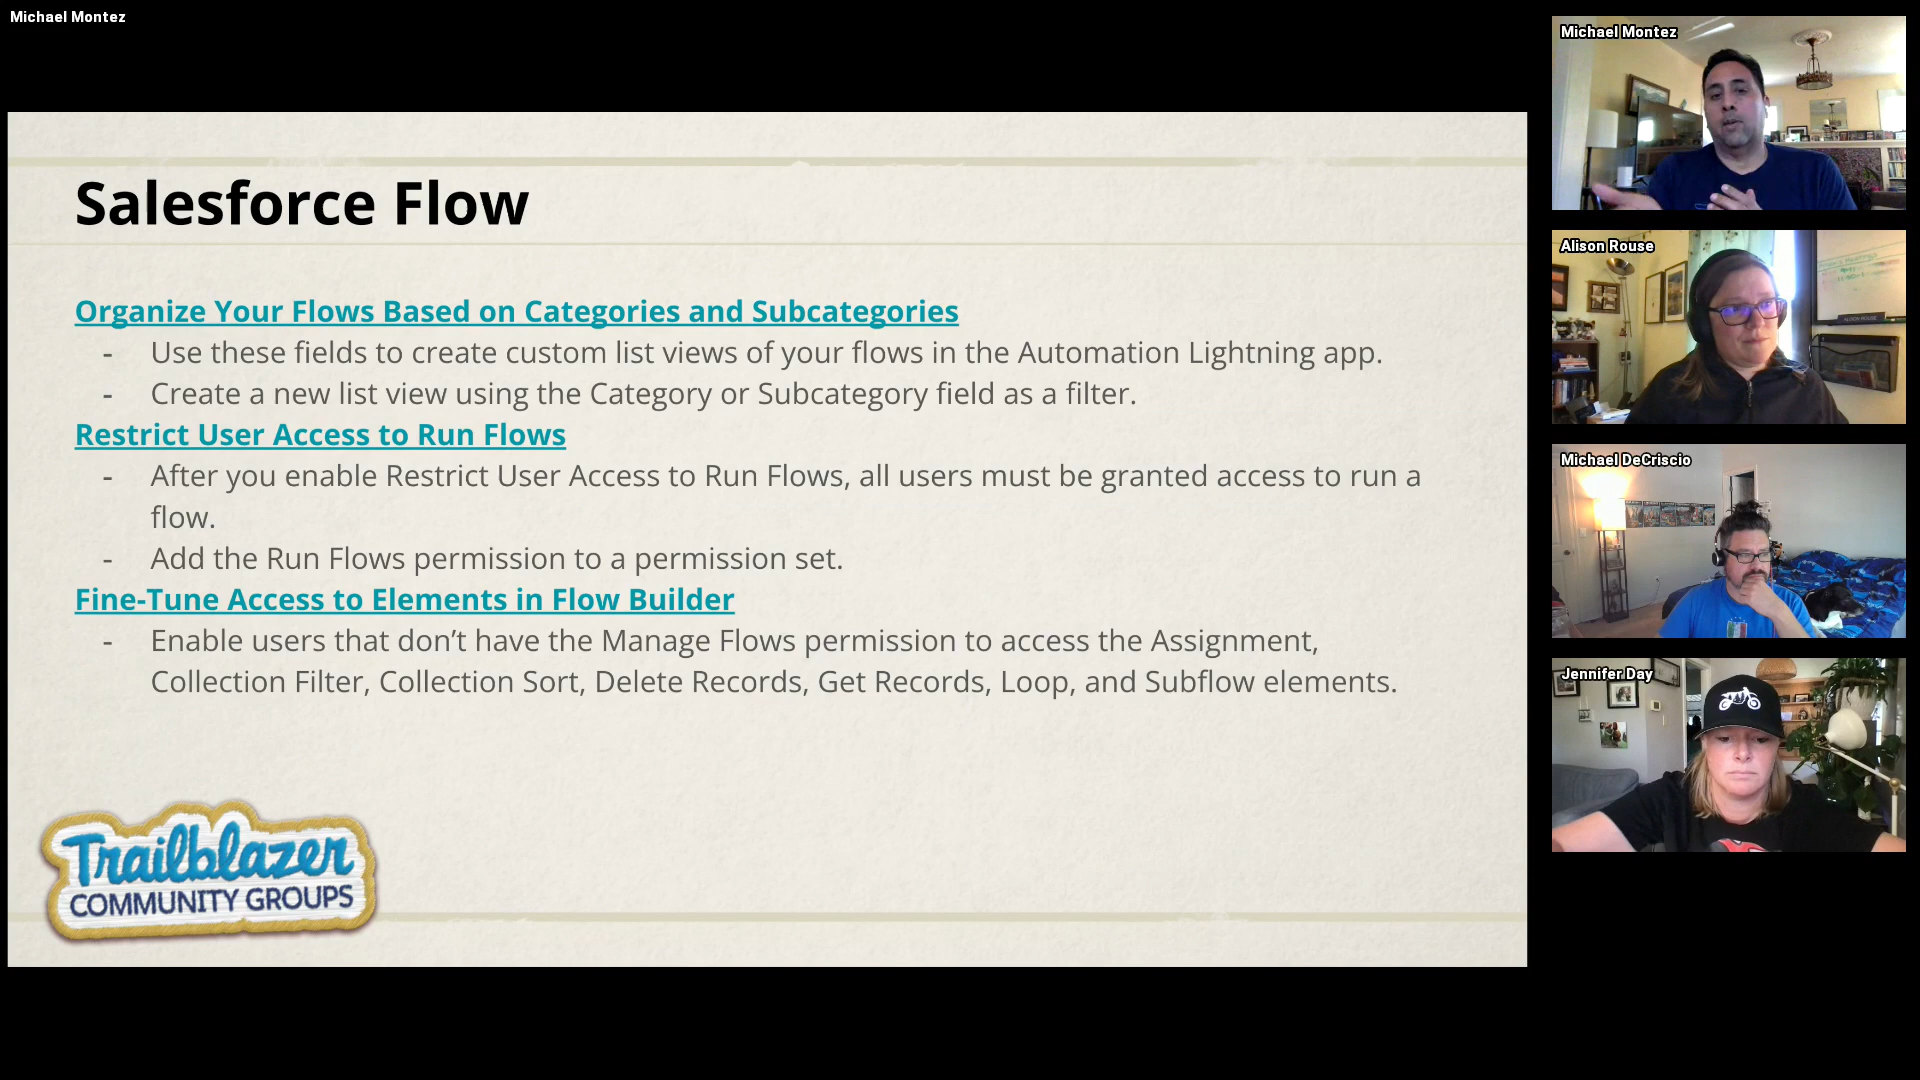 Michael Montez
Salesforce Flow
Organize Your Flows Based on Categories and Subcategories
- Use these fields to create custom list views of your flows in the Automation Lightning app.
- Create a new list view using the Category or Subcategory field as a filter.
Restrict User Access to Run Flows
- After you enable Restrict User Access to Run Flows, all users must be granted access to run a
flow.
- Add the Run Flows permission to a permission set.
Fine-Tune Access to Elements in Flow Builder
- Enable users that don’t have the Manage Flows permission to access the Assignment,
Collection Filter, Collection Sort, Delete Records, Get Records, Loop, and Subflow elements.
Trailblazer
COMMUNITY GROUPS
Michael Montez
Alison Rouse
Michael DeCriscio
Jennifer Day